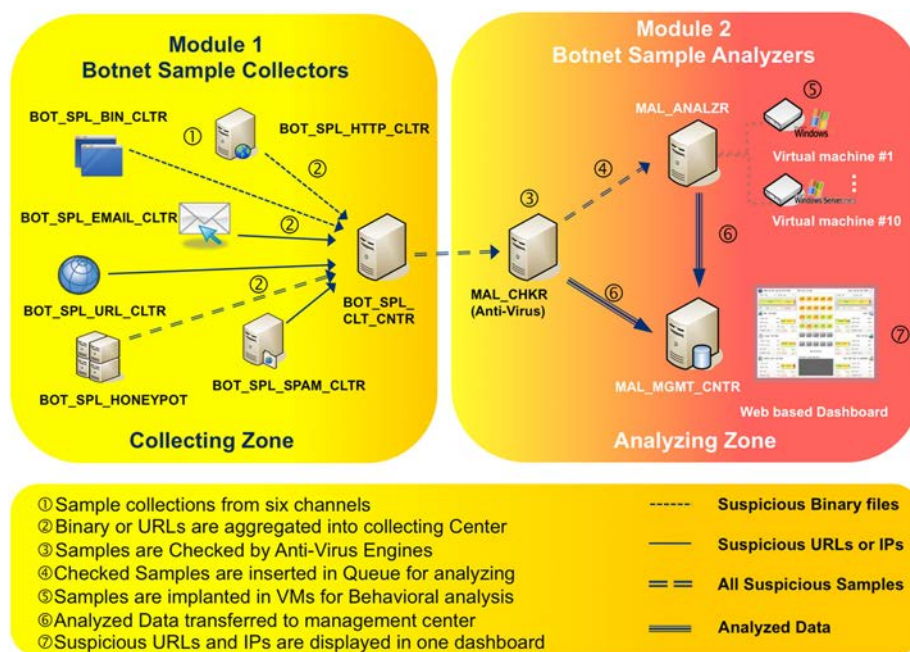 Module 1
Botnet Sample Collectors
BOT_SPL_BIN_CLTR
①
BOT_SPL_HTTP_CLTR
②
BOT_SPL_EMAIL_CLTR
②
BOT_SPL_URL_CLTR
②
BOT_SPL_
CLT_CNTR
BOT_SPL_HONEYPOT
BOT_SPL_SPAM_CLTR
Collecting Zone
Module 2
Botnet Sample Analyzers
MAL_ANALZR
⑤
Windows
Virtual machine #1
④
③
Windows Server
Virtual machine #10
MAL_CHKR
(Anti-Virus)
⑥
⑥
MAL_MGMT_CNTR
⑦
Web based Dashboard
Analyzing Zone
①Sample collections from six channels
②Binary or URLs are aggregated into collecting Center
③Samples are Checked by Anti-Virus Engines
④Checked Samples are inserted in Queue for analyzing
⑤Samples are implanted in VMs for Behavioral analysis
⑥Analyzed Data transferred to management center
⑦Suspicious URLs and IPs are displayed in one dashboard
Suspicious Binary files
Suspicious URLs or IPs
All Suspicious Samples
Analyzed Data